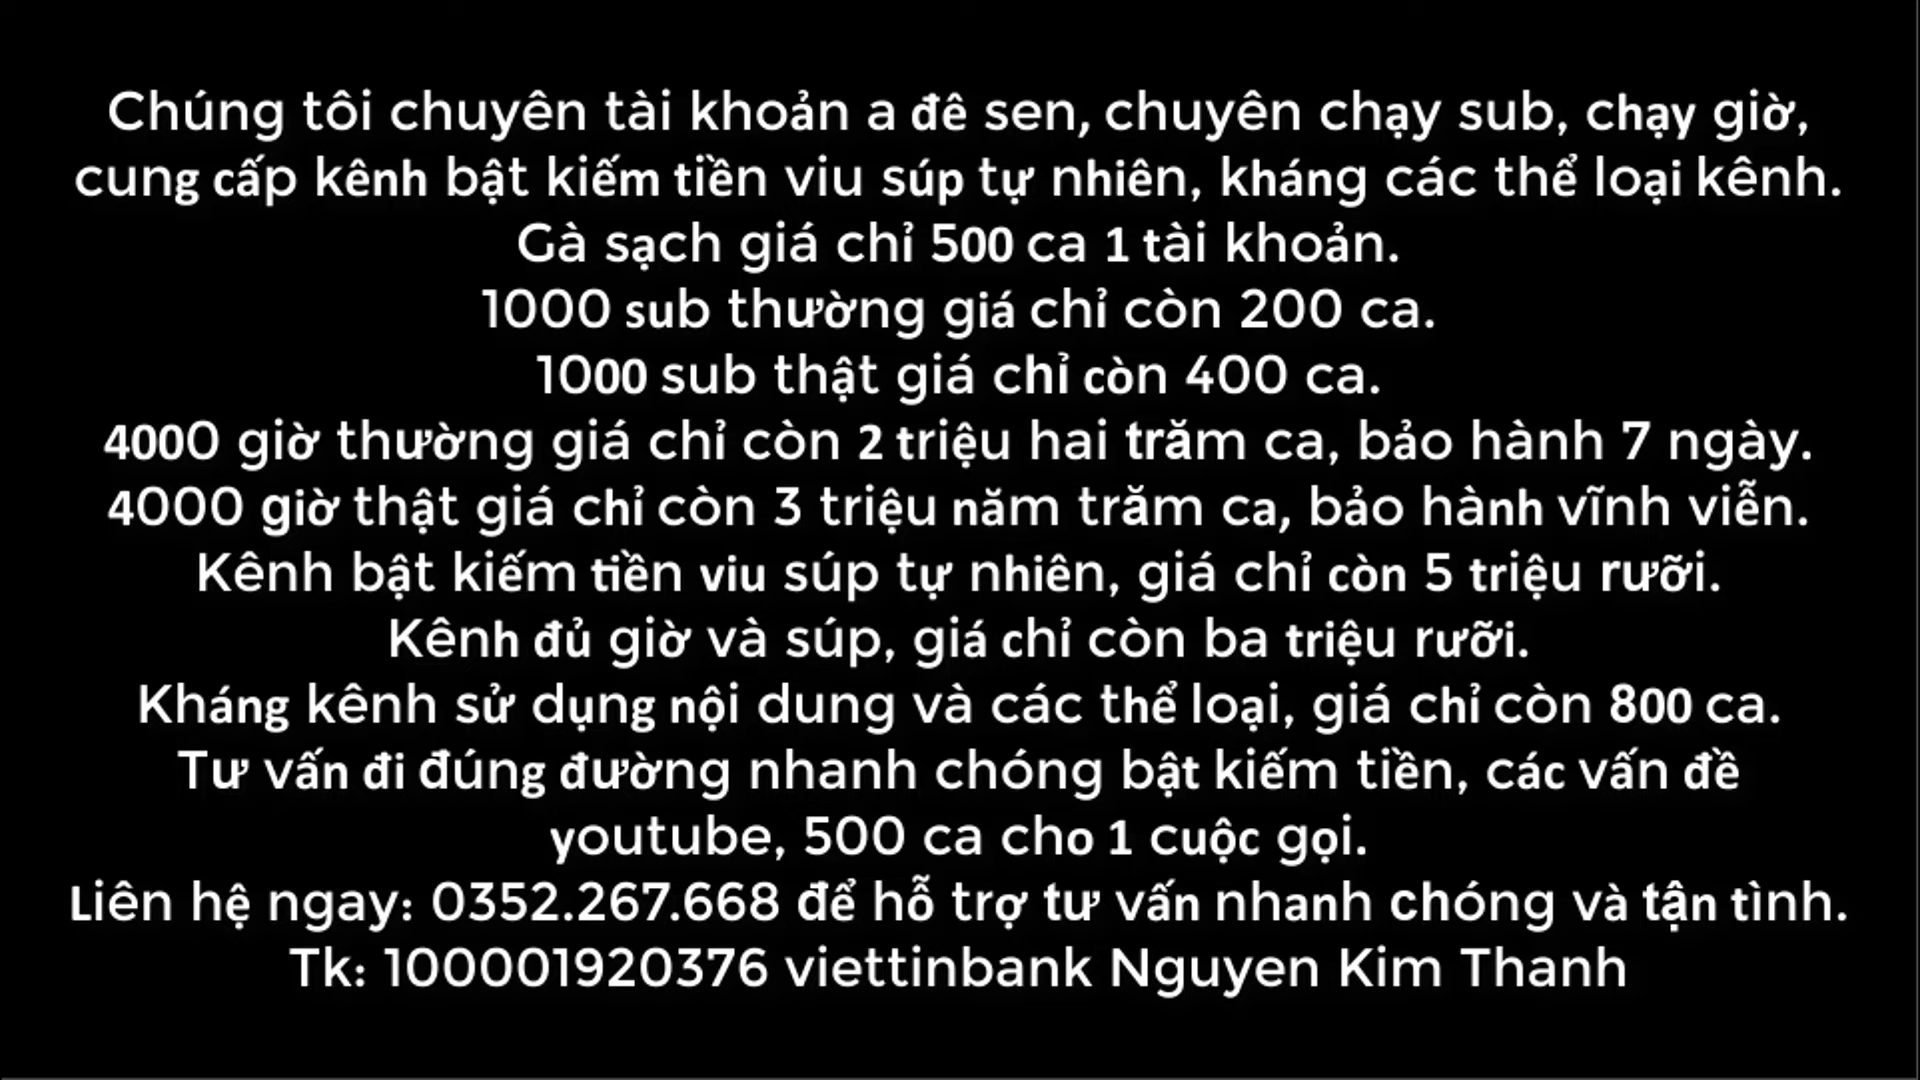 Chúng tôi chuyên tài khoản a đê sen, chuyên chạy sub, chạy giờ,
cung cấp kênh bật kiếm tiền viu súp tự nhiên, kháng các thể loại kênh.
Gà sạch giá chỉ 500 ca 1 tài khoản.
1000 sub thường giá chỉ còn 200 ca.
1000 sub thật giá chỉ còn 400 ca.
4000 giờ thường giá chỉ còn 2 triệu hai trăm ca, bảo hành 7 ngày.
4000 giờ thật giá chỉ còn 3 triệu năm trăm ca, bảo hành vĩnh viễn.
Kênh bật kiếm tiền viu súp tự nhiên, giá chỉ còn 5 triệu rưỡi.
Kênh đủ giờ và súp, giá chỉ còn ba triệu rưỡi.
Kháng kênh sử dụng nội dung và các thể loại, giá chỉ còn 800 ca.
Tư vấn đi đúng đường nhanh chóng bật kiếm tiền, các vấn đề
youtube, 500 ca cho 1 cuộc gọi.
Liên hệ ngay: 0352.267.668 để hỗ trợ tư vấn nhanh chóng và tận tình.
Tk: 100001920376 viettinbank Nguyen Kim Thanh